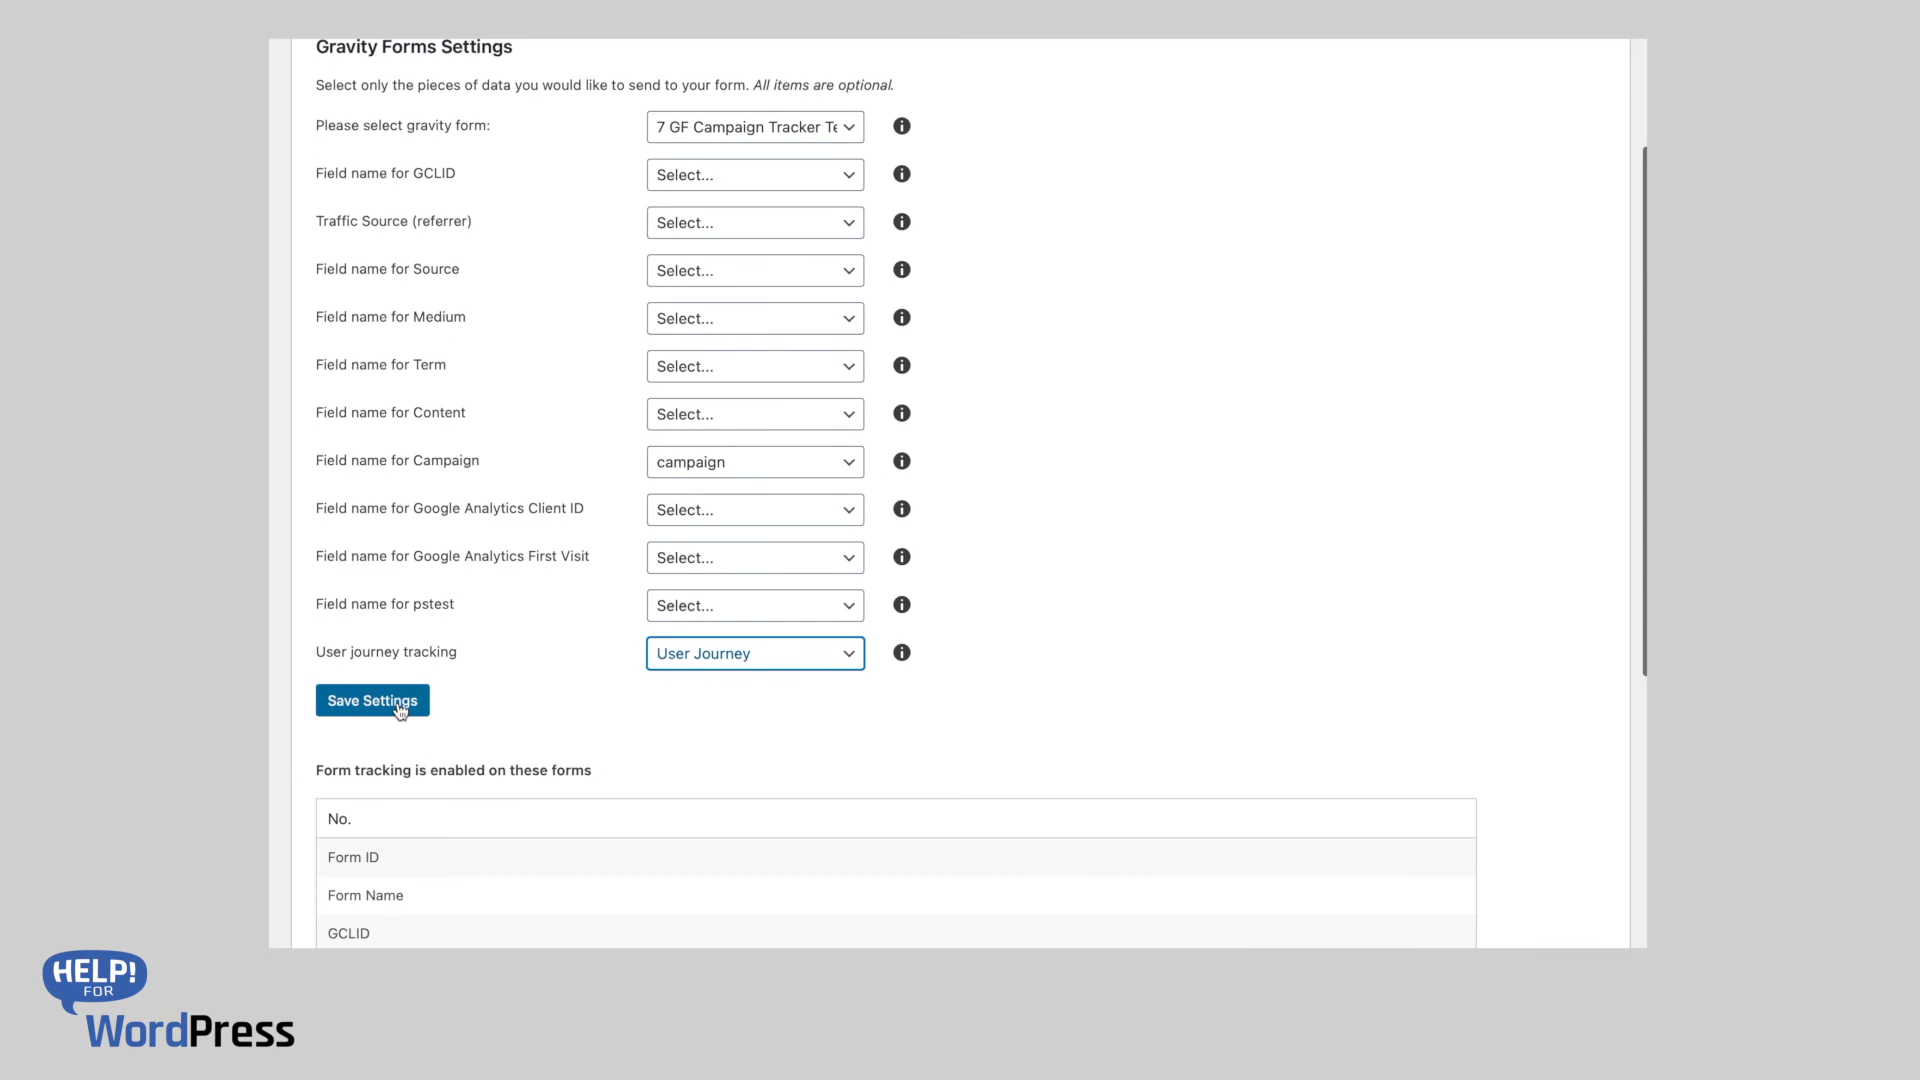 Gravity Forms Settings
Select only the pieces of data you would like to send to your form. All items are optional.
Please select gravity form:
7 GF Campaign Tracker Te
Field name for GCLID
Select...
Traffic Source (referrer)
Select...
Field name for Source
Select...
Field name for Medium
Select...
Field name for Term
Select...
Field name for Content
Select...
Field name for Campaign
campaign
Field name for Google Analytics Client ID
Select...
Field name for Google Analytics First Visit
Select...
Field name for pstest
Select...
User journey tracking
User Journey
Save Settings
Form tracking is enabled on these forms
No.
Form ID
Form Name
GCLID
HELP!
FOR
WordPress